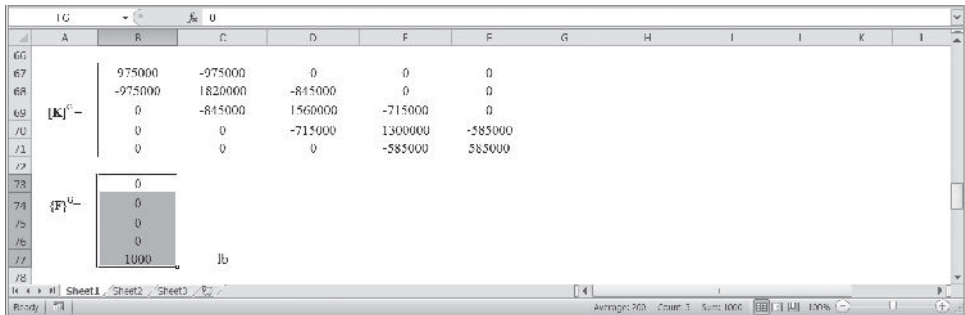 fx 0
A B C D E F G H I J K L
66
67 975000 -975000 0 0 0
68 -975000 1820000 -845000 0 0
69 [K]G = 0 -845000 1560000 -715000 0
70 0 0 -715000 1300000 -585000
71 0 0 0 -585000 585000
72
73 0
74 {F}G = 0
75 0
76 0
77 1000 lb
78
Sheet1 Sheet2 Sheet3
Ready Average: 200 Count: 5 Sum: 1000 100%